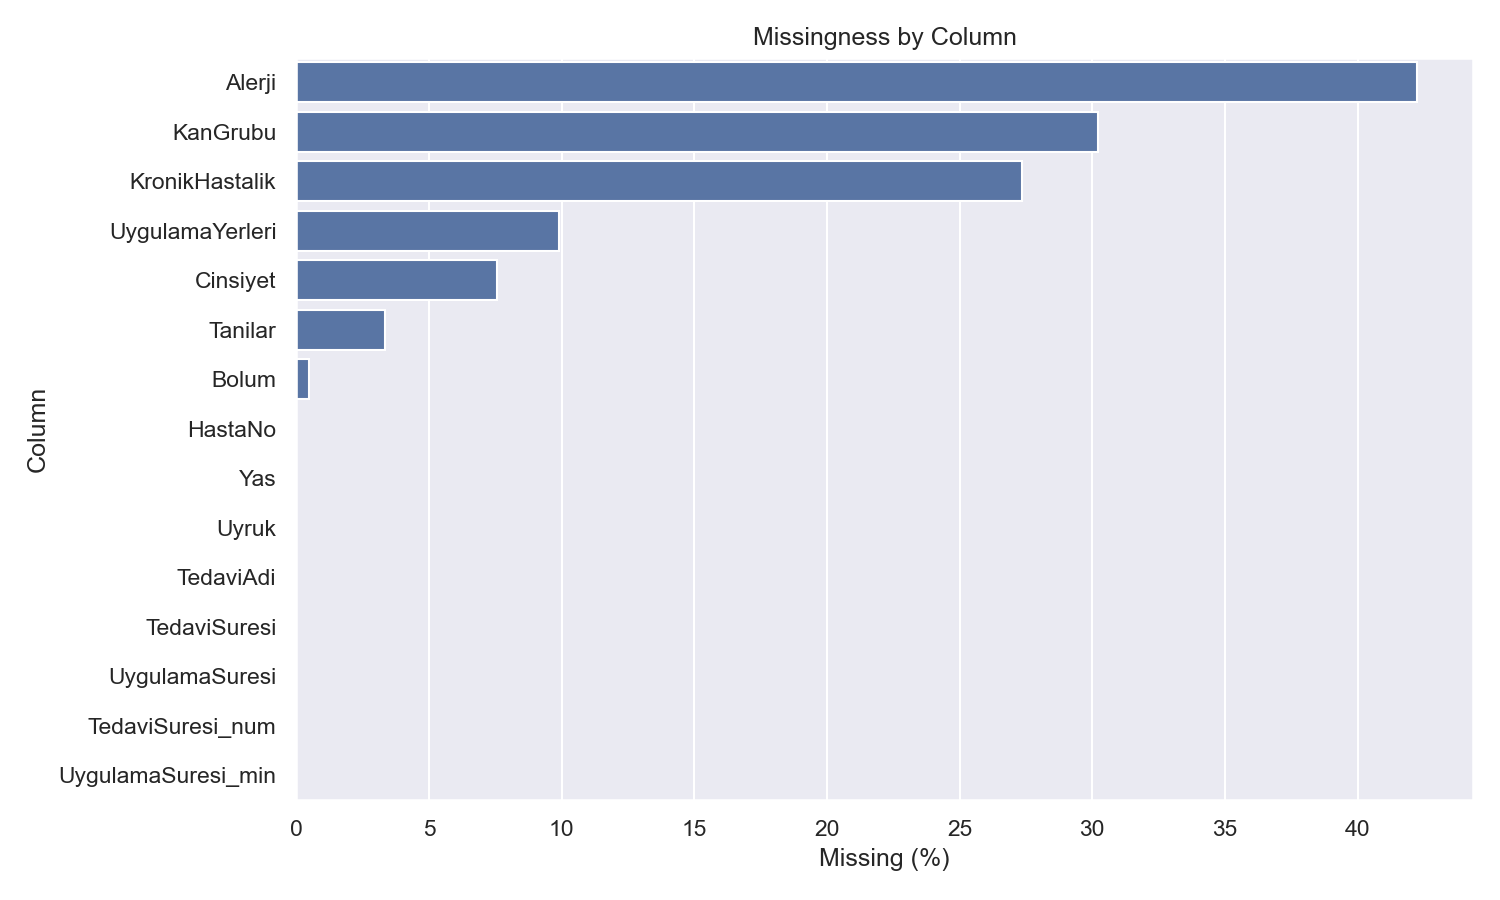 Missingness by Column
Alerji
KanGrubu
KronikHastalik
UygulamaYerleri
Cinsiyet
Tanilar
Bolum
HastaNo
Yas
Uyruk
TedaviAdi
TedaviSuresi
UygulamaSuresi
TedaviSuresi_num
UygulamaSuresi_min
Column
0 5 10 15 20 25 30 35 40
Missing (%)